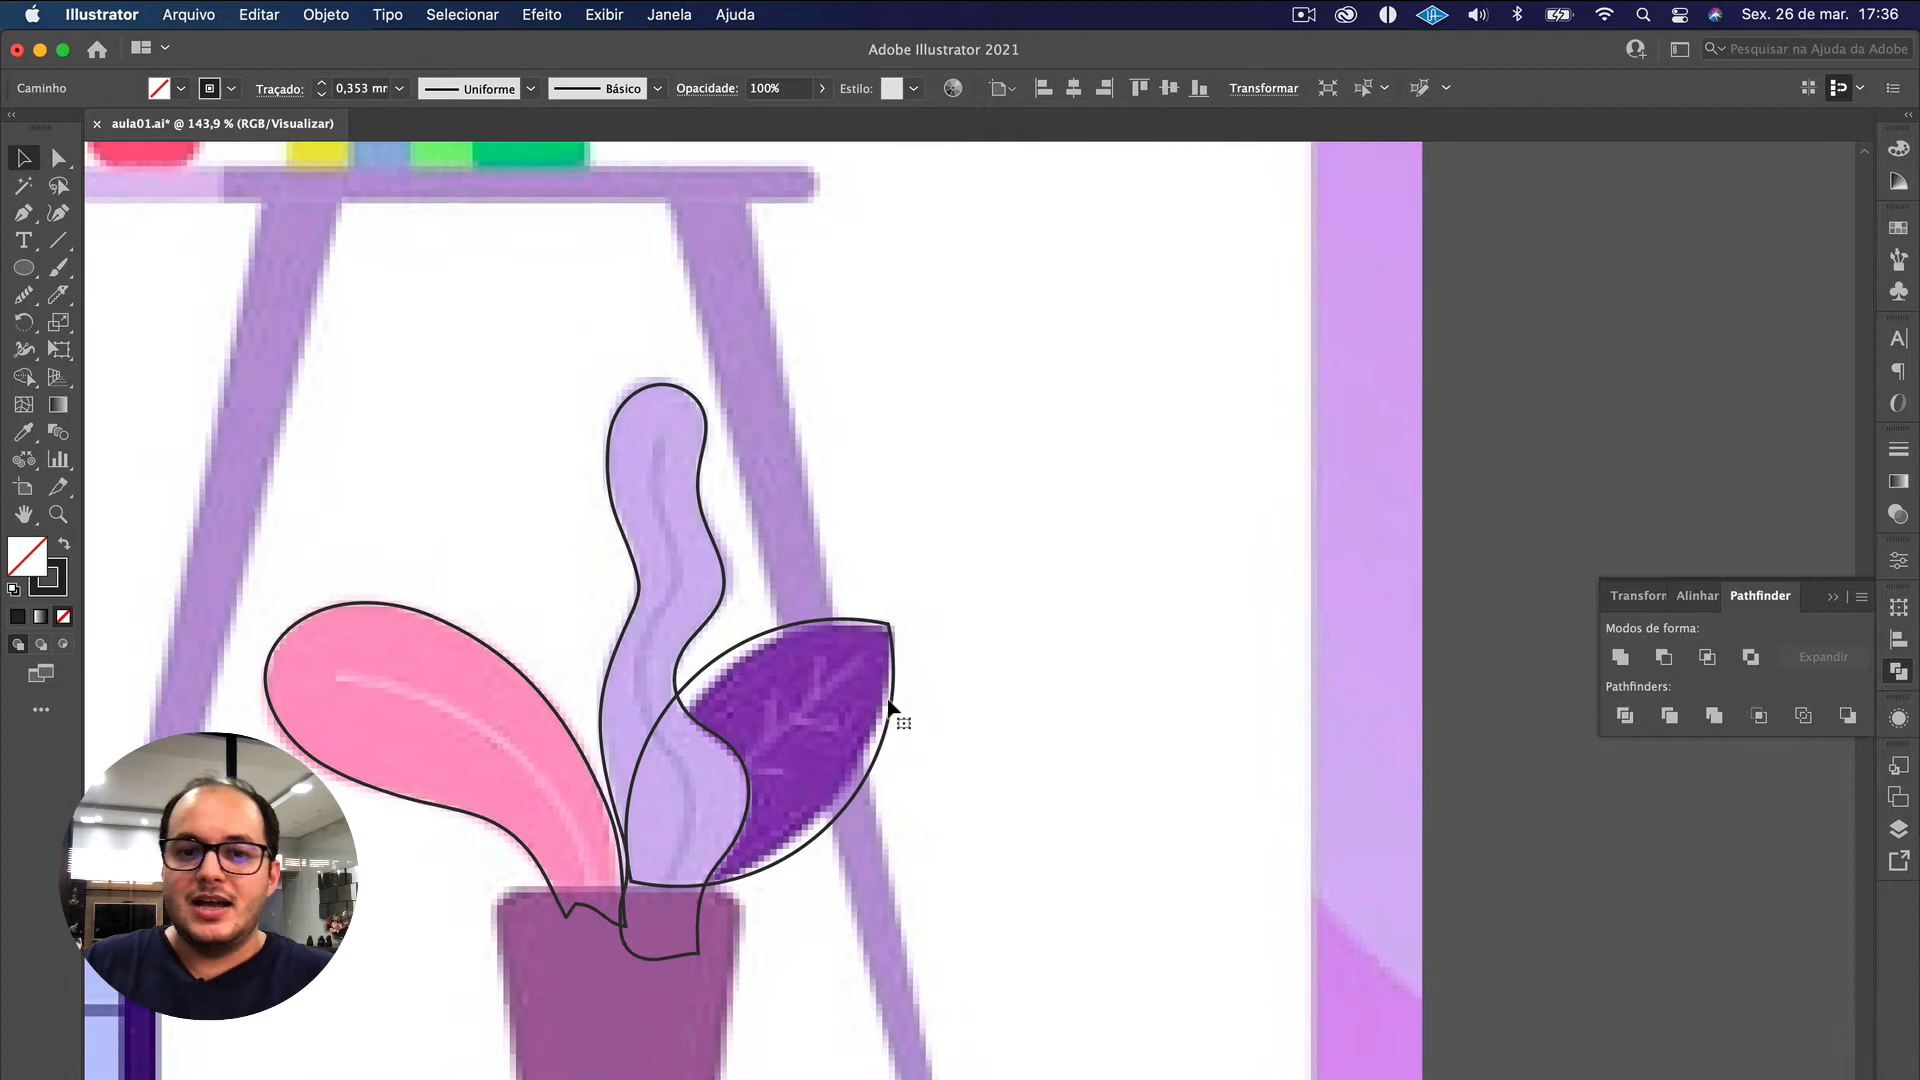 Illustrator Arquivo Editar Objeto Tipo Selecionar Efeito Exibir Janela Ajuda Sex. 26 de mar. 17:36
Adobe Illustrator 2021
Pesquisar na Ajuda da Adobe
Caminho Traçado: 0,353 mr Uniforme Básico Opacidade: 100% Estilo: Transformar
× aula01.ai* @ 143,9 % (RGB/Visualizar)
Transforn Alinhar Pathfinder
Modos de forma:
Expandir
Pathfinders: